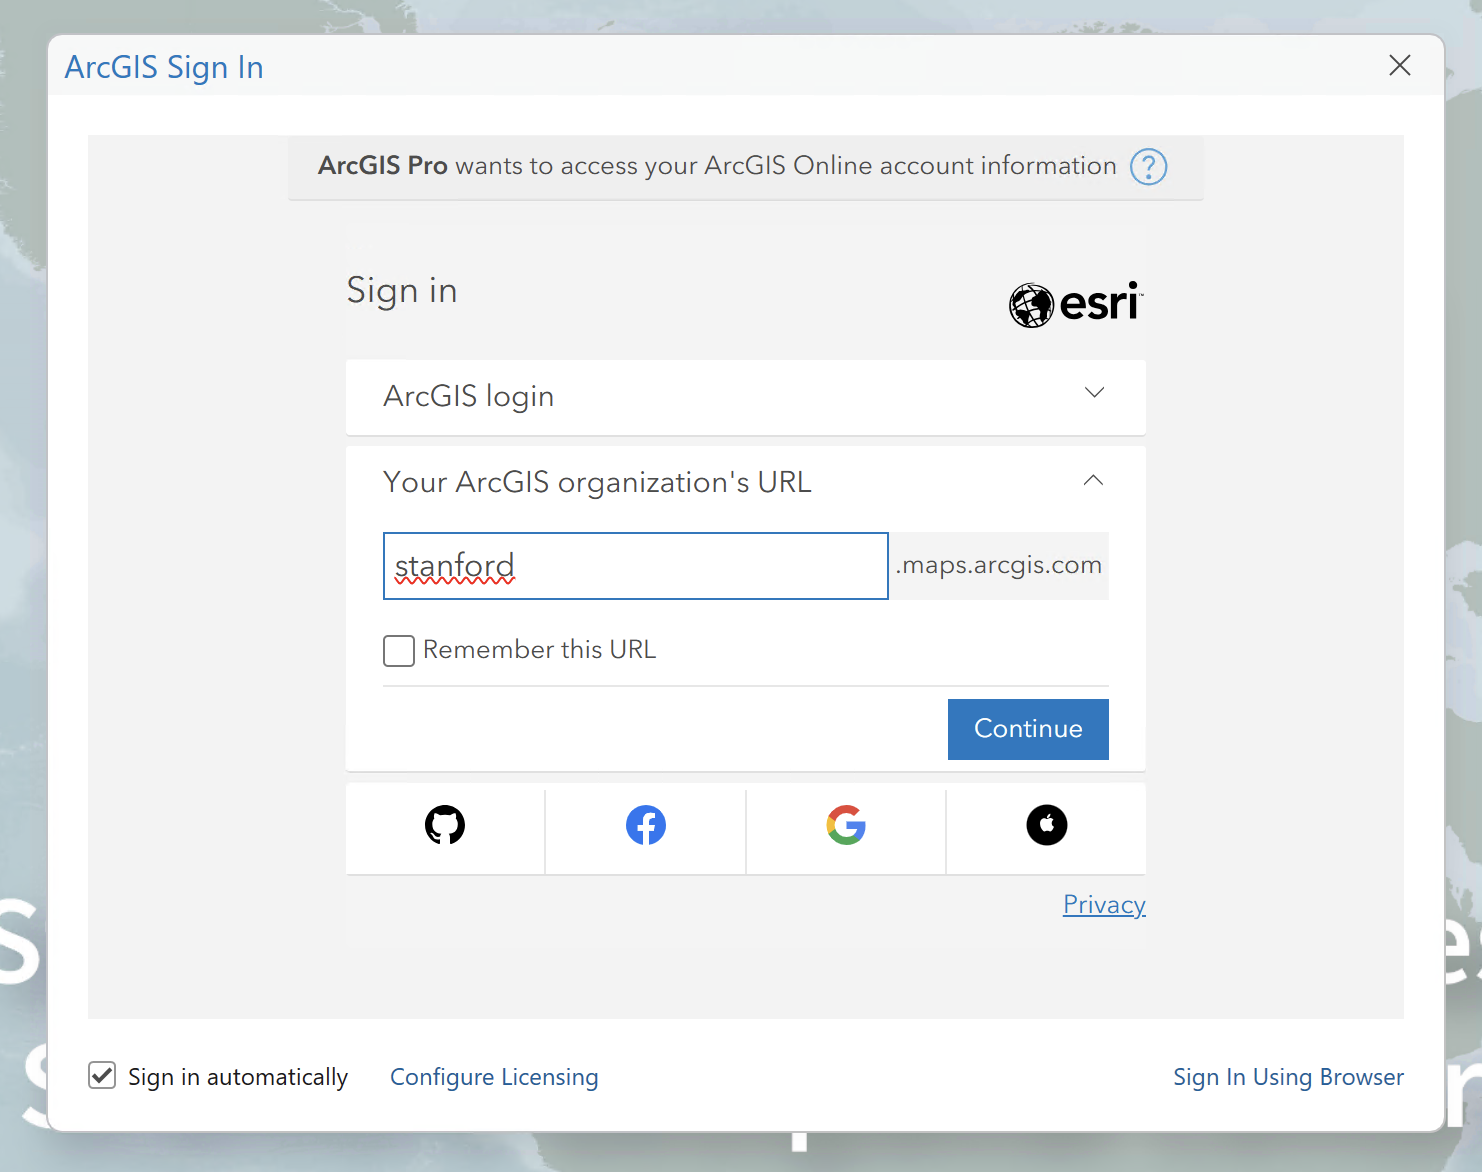 ArcGIS Sign In
ArcGIS Pro wants to access your ArcGIS Online account information ?
Sign in
esri
ArcGIS login
Your ArcGIS organization's URL
stanford .maps.arcgis.com
Remember this URL
Continue
Privacy
Sign in automatically Configure Licensing Sign In Using Browser